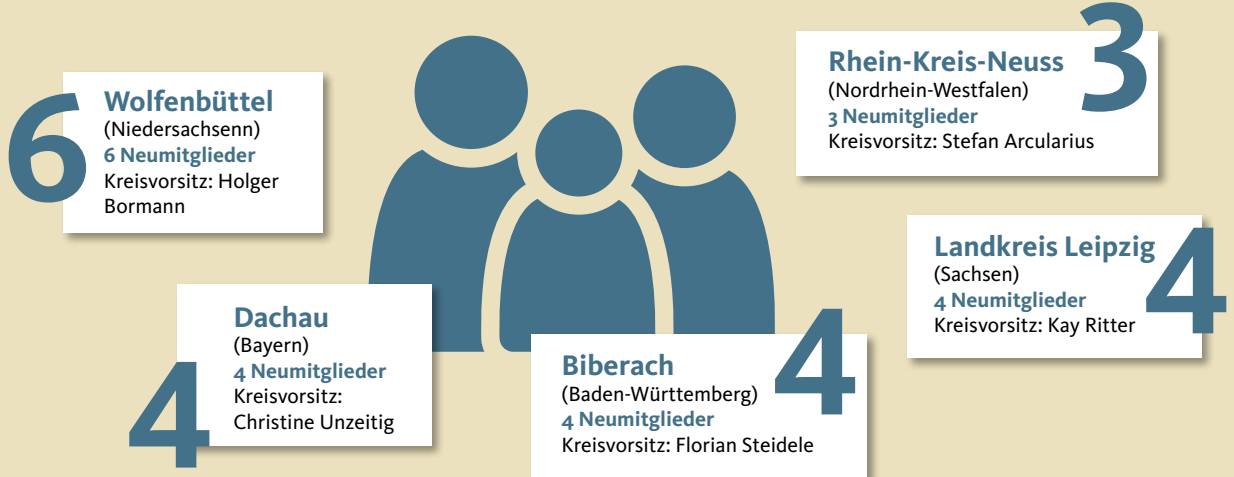 6
Wolfenbüttel
(Niedersachsenn)
6 Neumitglieder
Kreisvorsitz: Holger
Bormann
3
Rhein-Kreis-Neuss
(Nordrhein-Westfalen)
3 Neumitglieder
Kreisvorsitz: Stefan Arcularius
4
Landkreis Leipzig
(Sachsen)
4 Neumitglieder
Kreisvorsitz: Kay Ritter
4
Dachau
(Bayern)
4 Neumitglieder
Kreisvorsitz:
Christine Unzeitig
4
Biberach
(Baden-Württemberg)
4 Neumitglieder
Kreisvorsitz: Florian Steidele